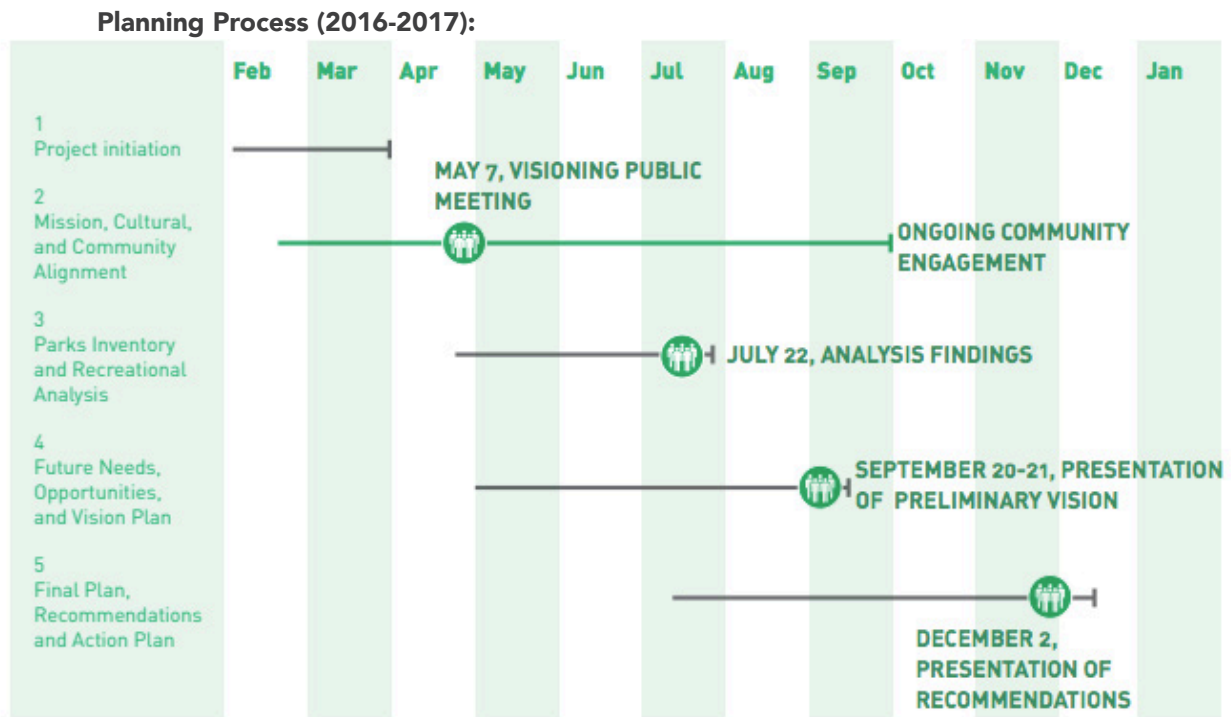 Planning Process (2016-2017):
Feb Mar Apr May Jun Jul Aug Sep Oct Nov Dec Jan
1
Project initiation
MAY 7, VISIONING PUBLIC
MEETING
2
Mission, Cultural,
and Community
Alignment
ONGOING COMMUNITY
ENGAGEMENT
3
Parks Inventory
and Recreational
Analysis
JULY 22, ANALYSIS FINDINGS
4
Future Needs,
Opportunities,
and Vision Plan
SEPTEMBER 20-21, PRESENTATION
OF PRELIMINARY VISION
5
Final Plan,
Recommendations
and Action Plan
DECEMBER 2,
PRESENTATION OF
RECOMMENDATIONS